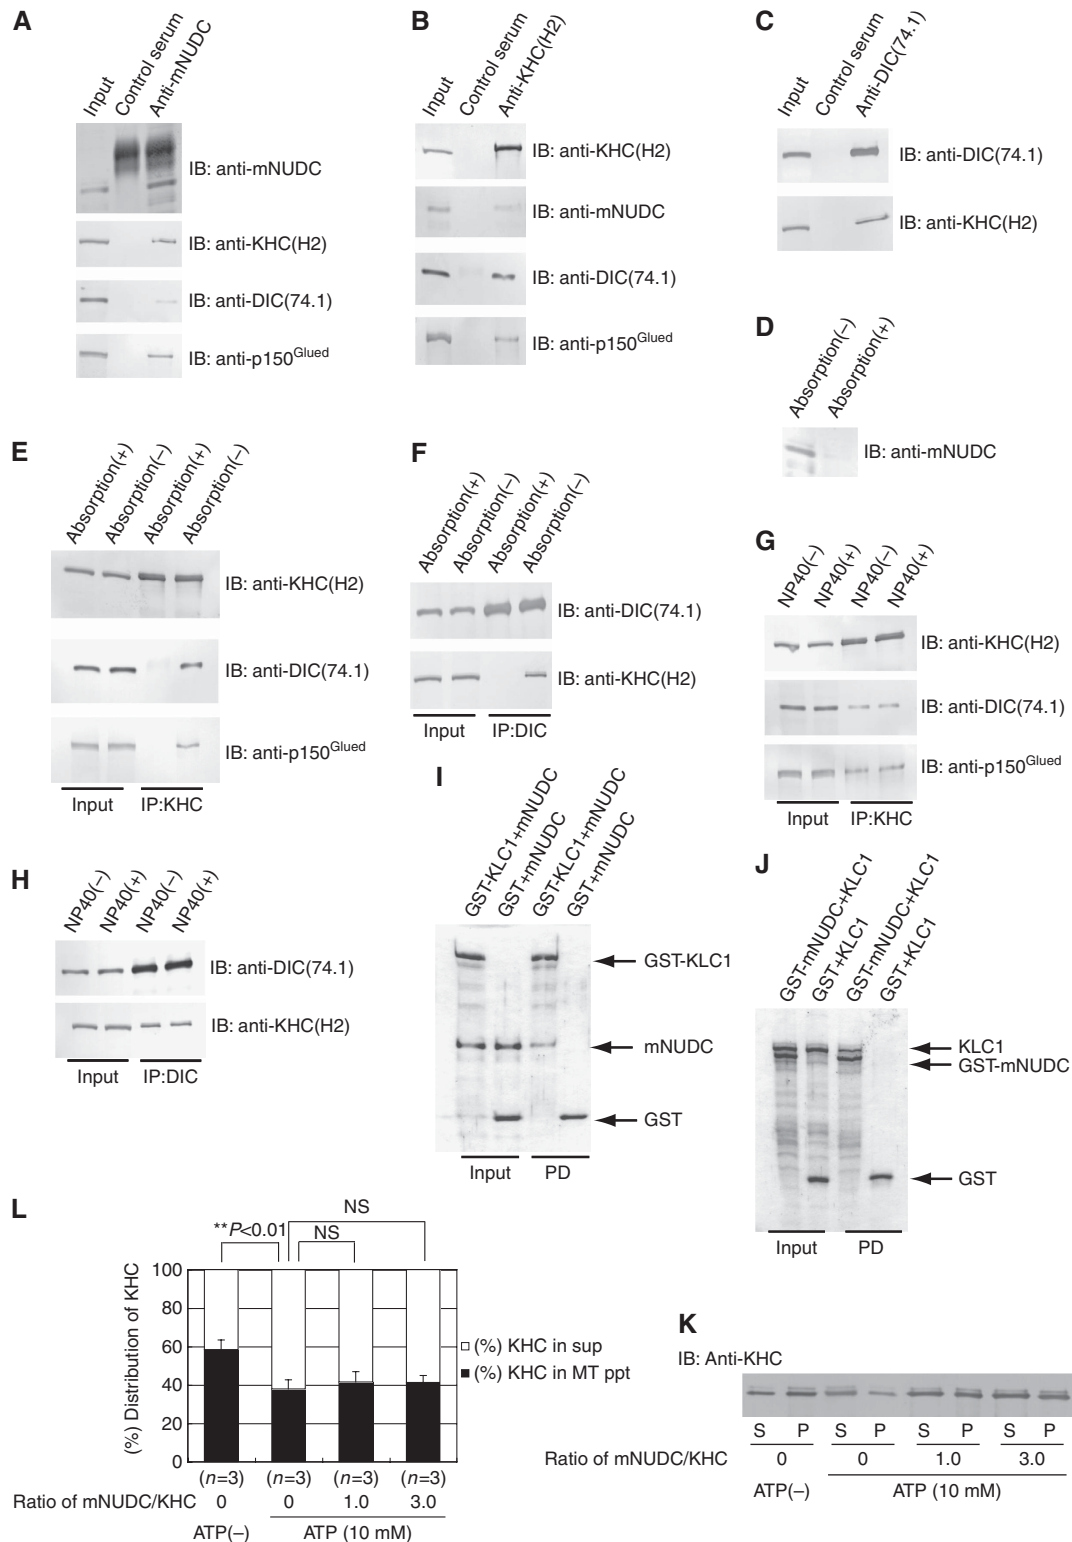 A
Input
Control serum
Anti-mNUDC
IB: anti-mNUDC
IB: anti-KHC(H2)
IB: anti-DIC(74.1)
IB: anti-p150Glued
B
Input
Control serum
Anti-KHC(H2)
IB: anti-KHC(H2)
IB: anti-mNUDC
IB: anti-DIC(74.1)
IB: anti-p150Glued
C
Input
Control serum
Anti-DIC(74.1)
IB: anti-DIC(74.1)
IB: anti-KHC(H2)
D
Absorption(–)
Absorption(+)
IB: anti-mNUDC
E
Absorption(+)
Absorption(–)
Absorption(+)
Absorption(–)
IB: anti-KHC(H2)
IB: anti-DIC(74.1)
IB: anti-p150Glued
Input IP:KHC
F
Absorption(+)
Absorption(–)
Absorption(+)
Absorption(–)
IB: anti-DIC(74.1)
IB: anti-KHC(H2)
Input IP:DIC
G
NP40(–)
NP40(+)
NP40(–)
NP40(+)
IB: anti-KHC(H2)
IB: anti-DIC(74.1)
IB: anti-p150Glued
Input IP:KHC
H
NP40(–)
NP40(+)
NP40(–)
NP40(+)
IB: anti-DIC(74.1)
IB: anti-KHC(H2)
Input IP:DIC
I
GST-KLC1+mNUDC
GST+mNUDC
GST-KLC1+mNUDC
GST+mNUDC
GST-KLC1
mNUDC
GST
Input PD
J
GST-mNUDC+KLC1
GST+KLC1
GST-mNUDC+KLC1
GST+KLC1
KLC1
GST-mNUDC
GST
Input PD
L
NS
**P<0.01
NS
(%) Distribution of KHC
100
80
60
40
20
0
(%) KHC in sup
(%) KHC in MT ppt
(n=3) (n=3) (n=3) (n=3)
Ratio of mNUDC/KHC 0 0 1.0 3.0
ATP(–) ATP (10 mM)
K
IB: Anti-KHC
S P S P S P S P
Ratio of mNUDC/KHC 0 0 1.0 3.0
ATP(–) ATP (10 mM)